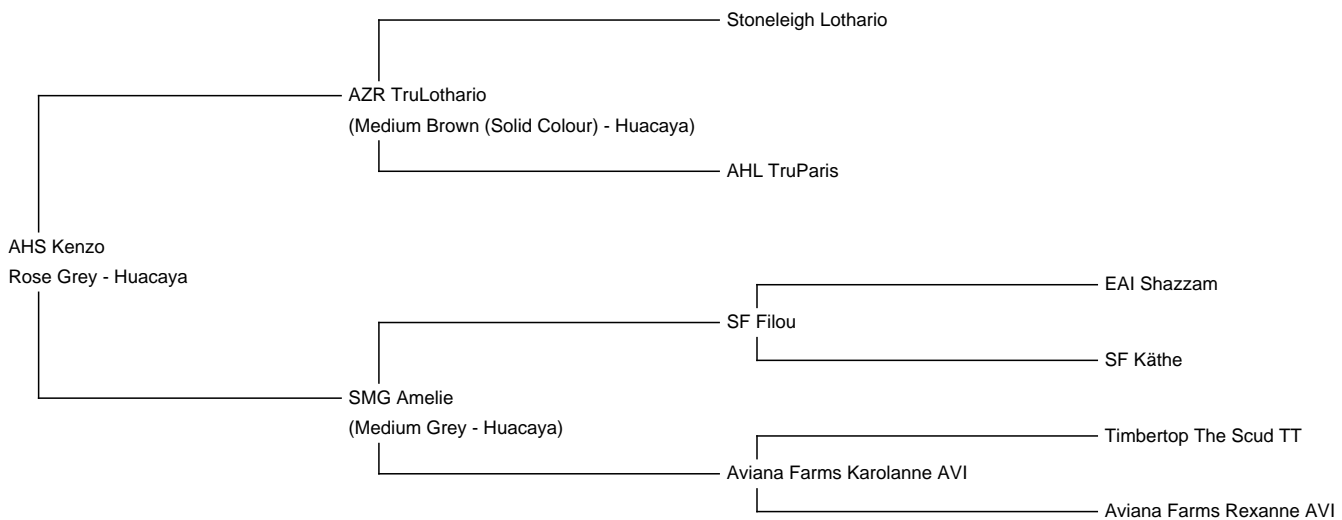 Stoneleigh Lothario
AZR TruLothario
(Medium Brown (Solid Colour) - Huacaya)
AHL TruParis
AHS Kenzo
Rose Grey - Huacaya
EAI Shazzam
SF Filou
SF Käthe
SMG Amelie
(Medium Grey - Huacaya)
Timbertop The Scud TT
Aviana Farms Karolanne AVI
Aviana Farms Rexanne AVI